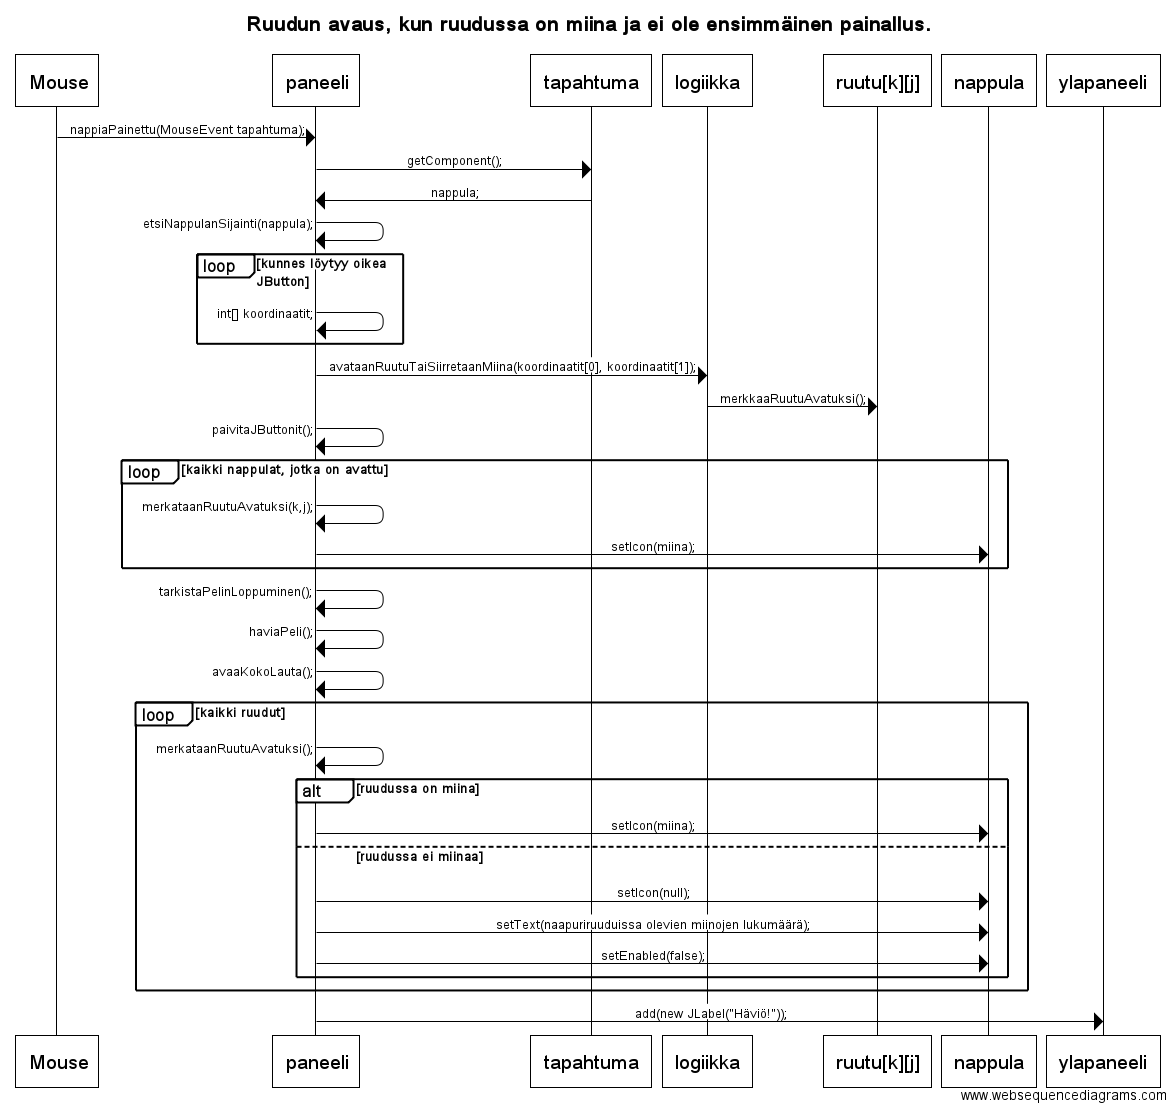 Ruudun avaus, kun ruudussa on miina ja ei ole ensimmäinen painallus.
Mouse paneeli tapahtuma logiikka ruutu[k][j] nappula ylapaneeli
nappiaPainettu(MouseEvent tapahtuma);
getComponent();
nappula;
etsiNappulanSijainti(nappula);
loop [kunnes löytyy oikea
JButton]
int[] koordinaatit;
avataanRuutuTaiSiirretaanMiina(koordinaatit[0], koordinaatit[1]);
merkkaaRuutuAvatuksi();
paivitaJButtonit();
loop [kaikki nappulat, jotka on avattu]
merkataanRuutuAvatuksi(k,j);
setIcon(miina);
tarkistaPelinLoppuminen();
haviaPeli();
avaaKokoLauta();
loop [kaikki ruudut]
merkataanRuutuAvatuksi();
alt [ruudussa on miina]
setIcon(miina);
[ruudussa ei miinaa]
setIcon(null);
setText(naapuriruuduissa olevien miinojen lukumäärä);
setEnabled(false);
add(new JLabel("Häviö!"));
Mouse paneeli tapahtuma logiikka ruutu[k][j] nappula ylapaneeli
www.websequencediagrams.com